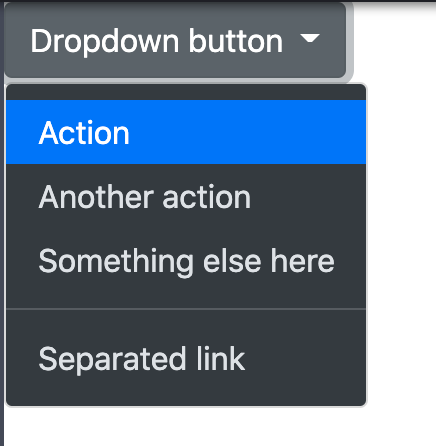 Dropdown button
Action
Another action
Something else here
Separated link